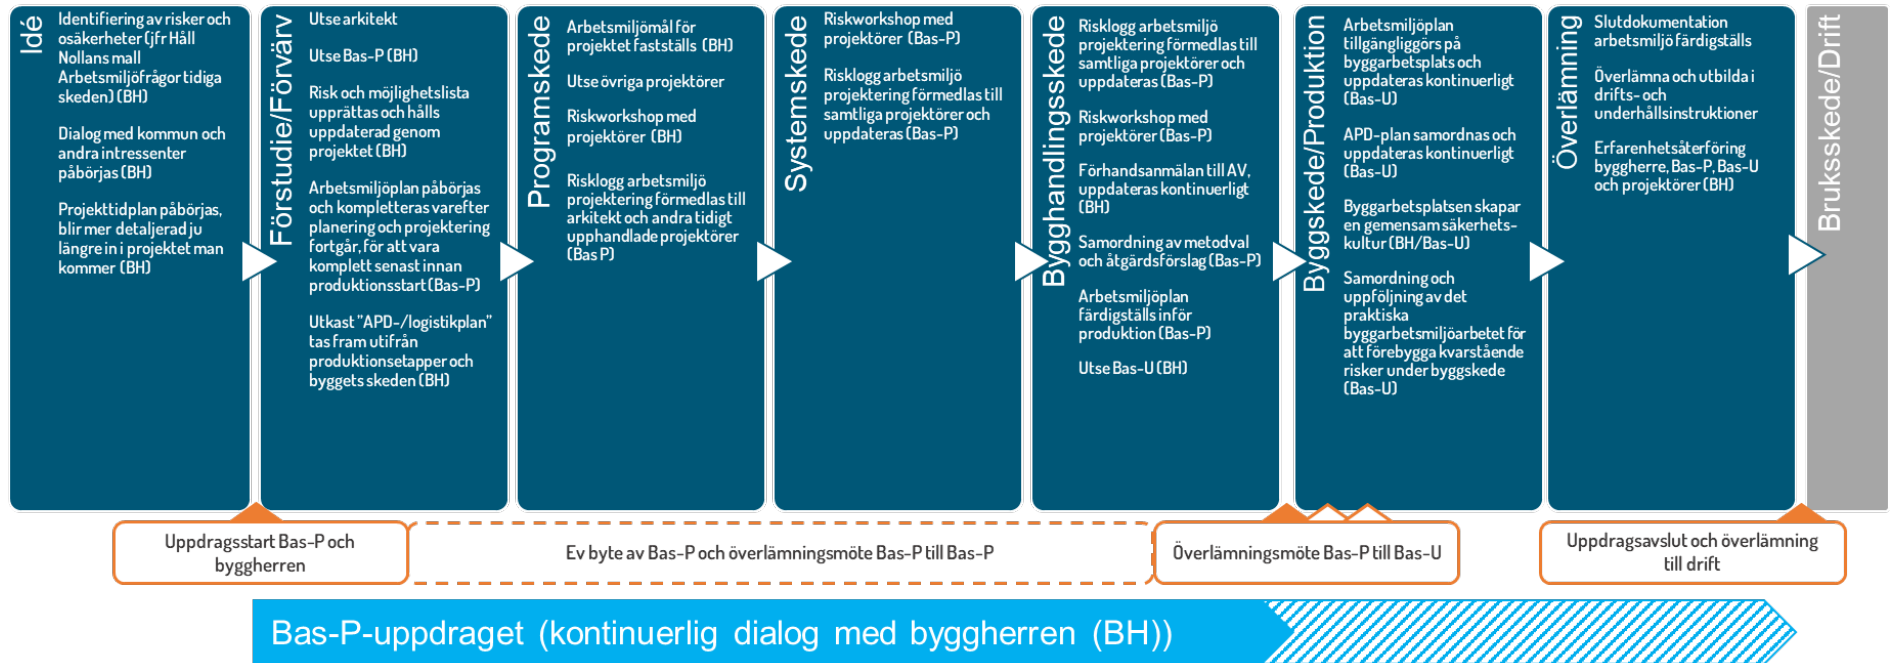 Idé
Identifiering av risker och
osäkerheter (jfr Håll
Nollans mall
Arbetsmiljöfrågor tidiga
skeden) (BH)
Dialog med kommun och
andra intressenter
påbörjas (BH)
Projekttidplan påbörjas,
blir mer detaljerad ju
längre in i projektet man
kommer (BH)
Förstudie/Förvärv
Utse arkitekt
Utse Bas-P (BH)
Risk och möjlighetslista
upprättas och hålls
uppdaterad genom
projektet (BH)
Arbetsmiljöplan påbörjas
och kompletteras varefter
planering och projektering
fortgår, för att vara
komplett senast innan
produktionsstart (Bas-P)
Utkast ”APD-/logistikplan”
tas fram utifrån
produktionsetapper och
byggets skeden (BH)
Programskede
Arbetsmiljömål för
projektet fastställs (BH)
Utse övriga projektörer
Riskworkshop med
projektörer (BH)
Risklogg arbetsmiljö
projektering förmedlas till
arkitekt och andra tidigt
upphandlade projektörer
(Bas P)
Systemskede
Riskworkshop med
projektörer (Bas-P)
Risklogg arbetsmiljö
projektering förmedlas till
samtliga projektörer och
uppdateras (Bas-P)
Bygghandlingsskede
Risklogg arbetsmiljö
projektering förmedlas till
samtliga projektörer och
uppdateras (Bas-P)
Riskworkshop med
projektörer (Bas-P)
Förhandsanmälan till AV,
uppdateras kontinuerligt
(BH)
Samordning av metodval
och åtgärdsförslag (Bas-P)
Arbetsmiljöplan
färdigställs inför
produktion (Bas-P)
Utse Bas-U (BH)
Byggskede/Produktion
Arbetsmiljöplan
tillgängliggörs på
byggarbetsplats och
uppdateras kontinuerligt
(Bas-U)
APD-plan samordnas och
uppdateras kontinuerligt
(Bas-U)
Byggarbetsplatsen skapar
en gemensam säkerhets-
kultur (BH/Bas-U)
Samordning och
uppföljning av det
praktiska
byggarbetsmiljöarbetet för
att förebygga kvarstående
risker under byggskede
(Bas-U)
Överlämning
Slutdokumentation
arbetsmiljö färdigställs
Överlämna och utbilda i
drifts- och
underhållsinstruktioner
Erfarenhetsåterföring
byggherre, Bas-P, Bas-U
och projektörer (BH)
Bruksskede/Drift
Uppdragsstart Bas-P och
byggherren
Ev byte av Bas-P och överlämningsmöte Bas-P till Bas-P
Överlämningsmöte Bas-P till Bas-U
Uppdragsavslut och överlämning
till drift
Bas-P-uppdraget (kontinuerlig dialog med byggherren (BH))